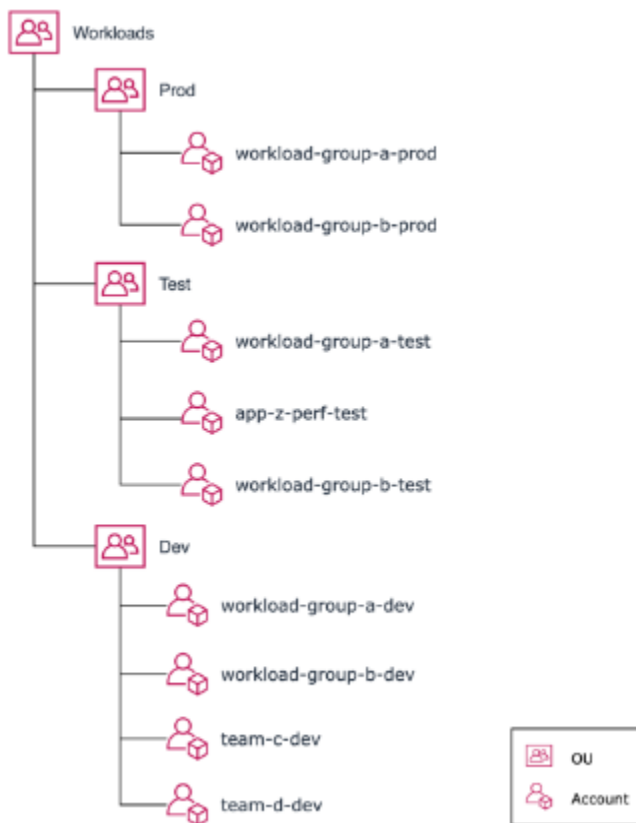 Workloads
Prod
workload-group-a-prod
workload-group-b-prod
Test
workload-group-a-test
app-z-perf-test
workload-group-b-test
Dev
workload-group-a-dev
workload-group-b-dev
team-c-dev
team-d-dev
OU
Account